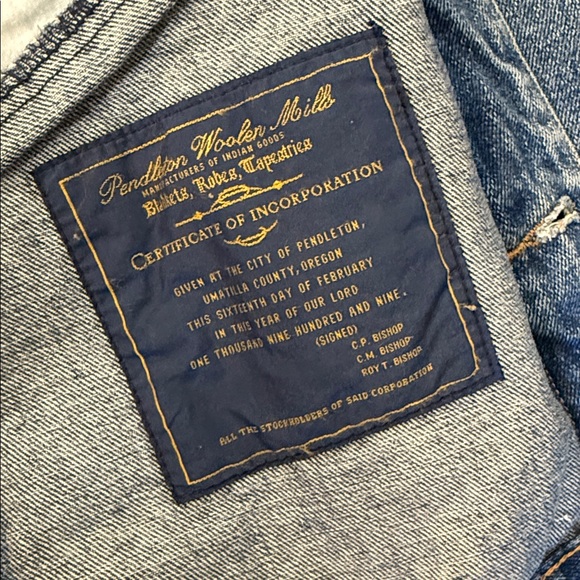 Pendleton Woolen Mills
MANUFACTURERS OF INDIAN GOODS
Blankets, Robes, Tapestries
CERTIFICATE OF INCORPORATION
GIVEN AT THE CITY OF PENDLETON,
UMATILLA COUNTY, OREGON
THIS SIXTEENTH DAY OF FEBRUARY
IN THIS YEAR OF OUR LORD
ONE THOUSAND NINE HUNDRED AND NINE.
(SIGNED)
C.P. BISHOP
C.M. BISHOP
ROY T. BISHOP
ALL THE STOCKHOLDERS OF SAID CORPORATION